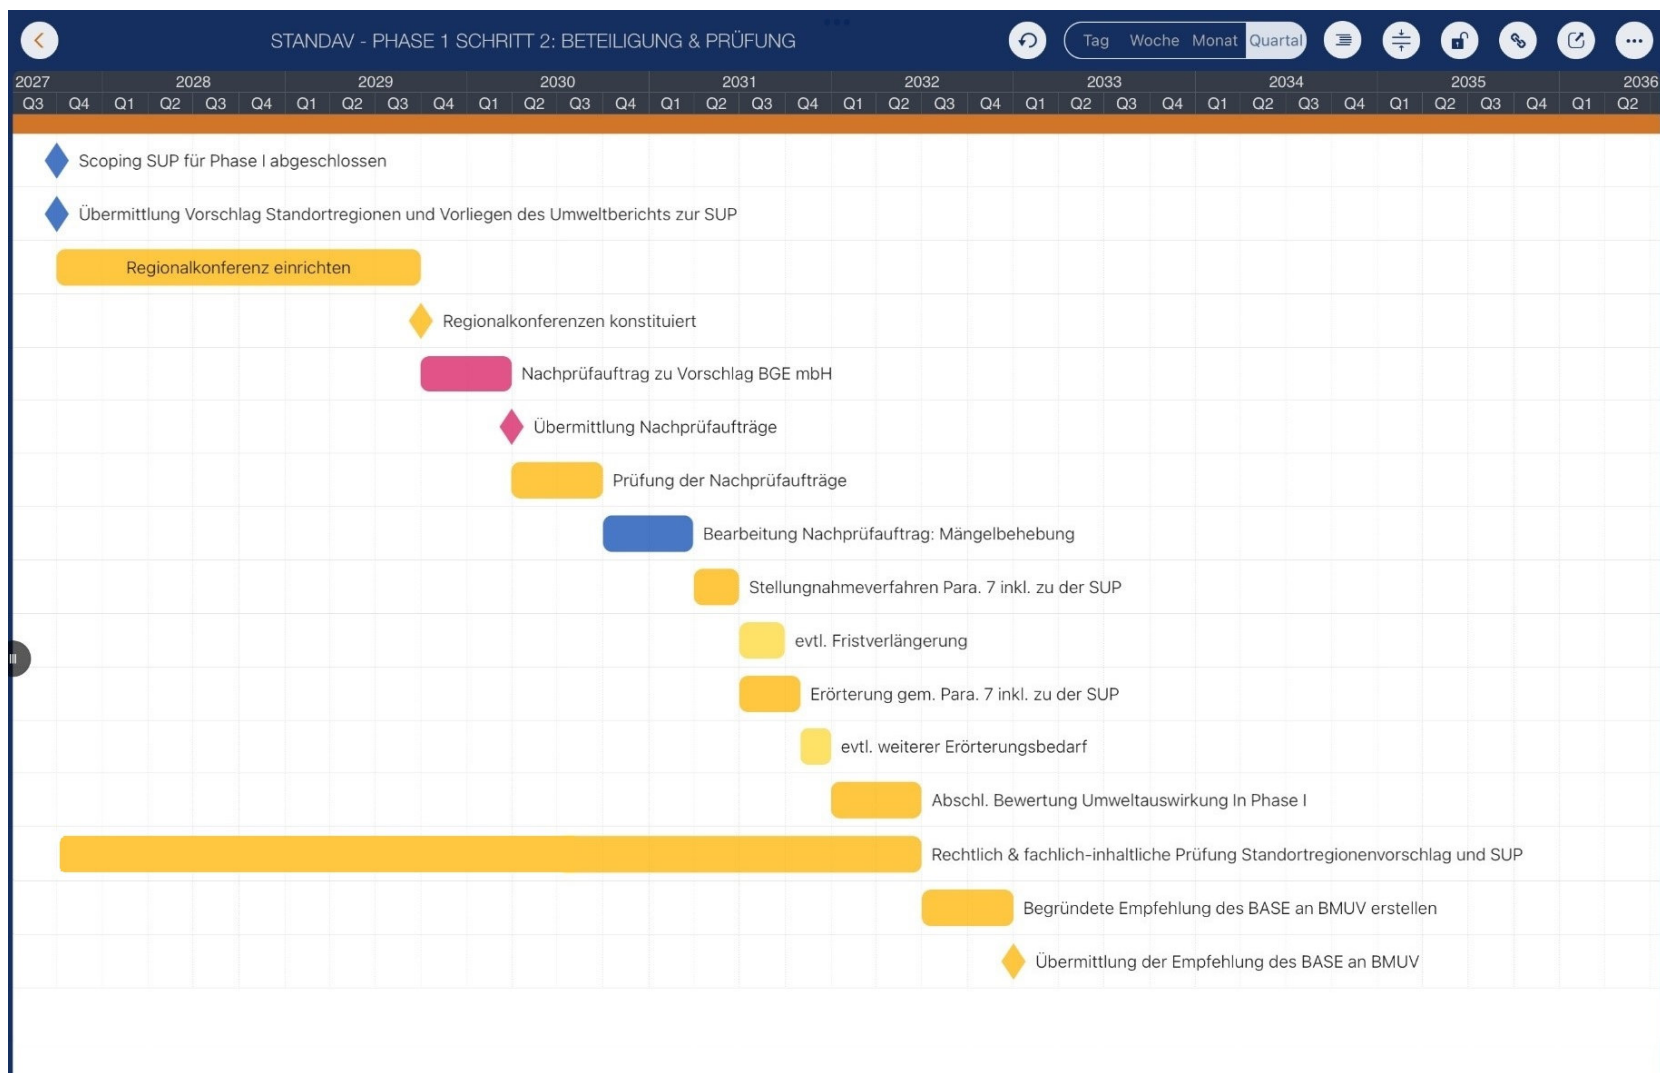 STANDAV - PHASE 1 SCHRITT 2: BETEILIGUNG & PRÜFUNG
Tag Woche Monat Quartal
2027 2028 2029 2030 2031 2032 2033 2034 2035 2036
Q3 Q4 Q1 Q2 Q3 Q4 Q1 Q2 Q3 Q4 Q1 Q2 Q3 Q4 Q1 Q2 Q3 Q4 Q1 Q2 Q3 Q4 Q1 Q2 Q3 Q4 Q1 Q2 Q3 Q4 Q1 Q2 Q3 Q4 Q1 Q2
Scoping SUP für Phase I abgeschlossen
Übermittlung Vorschlag Standortregionen und Vorliegen des Umweltberichts zur SUP
Regionalkonferenz einrichten
Regionalkonferenzen konstituiert
Nachprüfauftrag zu Vorschlag BGE mbH
Übermittlung Nachprüfaufträge
Prüfung der Nachprüfaufträge
Bearbeitung Nachprüfauftrag: Mängelbehebung
Stellungnahmeverfahren Para. 7 inkl. zu der SUP
evtl. Fristverlängerung
Erörterung gem. Para. 7 inkl. zu der SUP
evtl. weiterer Erörterungsbedarf
Abschl. Bewertung Umweltauswirkung In Phase I
Rechtlich & fachlich-inhaltliche Prüfung Standortregionenvorschlag und SUP
Begründete Empfehlung des BASE an BMUV erstellen
Übermittlung der Empfehlung des BASE an BMUV